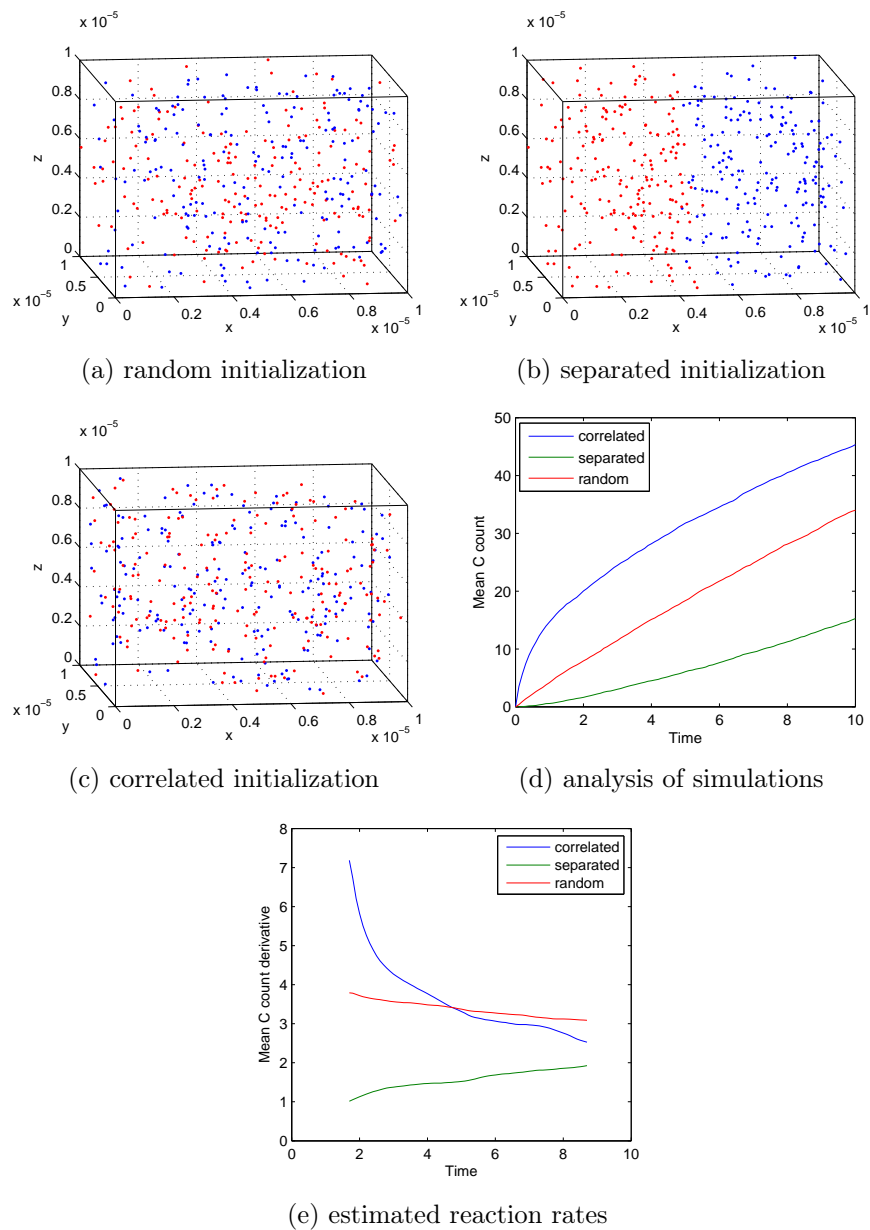 x 10⁻⁵
1
0.8
0.6
0.4
0.2
0
z
1
0.5
0
x 10⁻⁵
y
0
0.2
0.4
0.6
0.8
1
x
x 10⁻⁵
(a) random initialization
x 10⁻⁵
1
0.8
0.6
0.4
0.2
0
z
1
0.5
0
x 10⁻⁵
y
0
0.2
0.4
0.6
0.8
1
x
x 10⁻⁵
(b) separated initialization
x 10⁻⁵
1
0.8
0.6
0.4
0.2
0
z
1
0.5
0
x 10⁻⁵
y
0
0.2
0.4
0.6
0.8
1
x
x 10⁻⁵
(c) correlated initialization
50
40
30
20
10
0
Mean C count
correlated
separated
random
0
2
4
6
8
10
Time
(d) analysis of simulations
8
7
6
5
4
3
2
1
0
Mean C count derivative
correlated
separated
random
0
2
4
6
8
10
Time
(e) estimated reaction rates